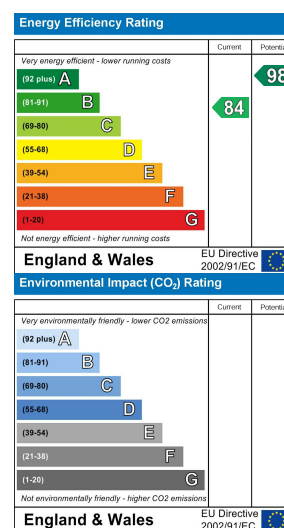 Energy Efficiency Rating
Current Potenti
Very energy efficient - lower running costs
(92 plus) A
98
(81-91) B
84
(69-80) C
(55-68) D
(39-54) E
(21-38) F
(1-20) G
Not energy efficient - higher running costs
England & Wales
EU Directive
2002/91/EC
Environmental Impact (CO₂) Rating
Current Potenti
Very environmentally friendly - lower CO2 emissions
(92 plus) A
(81-91) B
(69-80) C
(55-68) D
(39-54) E
(21-38) F
(1-20) G
Not environmentally friendly - higher CO2 emissions
England & Wales
EU Directive
2002/91/EC